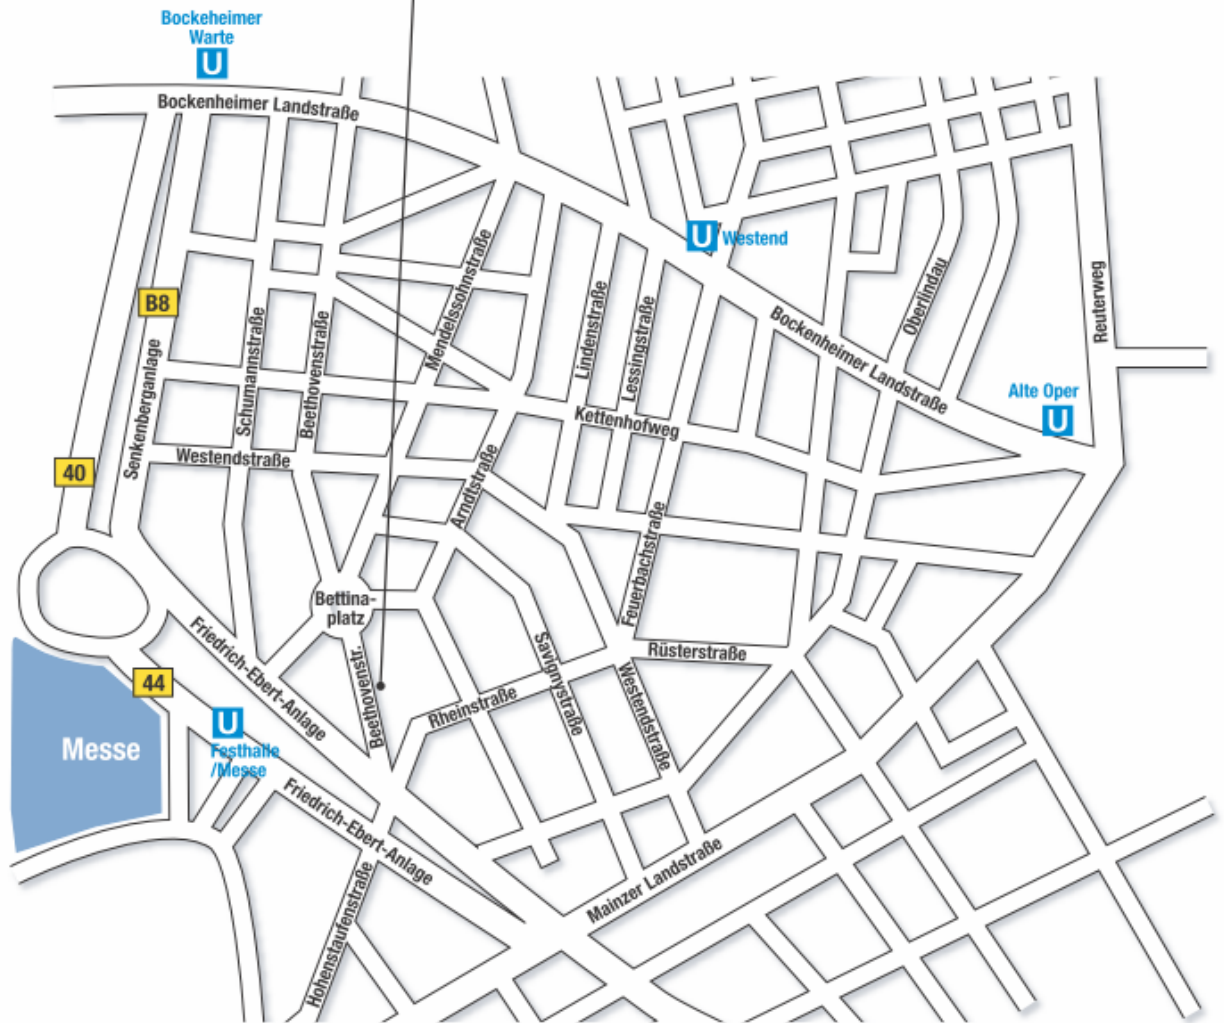 Bockeheimer
Warte
U
Bockenheimer Landstraße
U Westend
B8
Mendelssohnstraße
Lindenstraße
Lessingstraße
Oberlindau
Reuterweg
Bockenheimer Landstraße
Schumannstraße
Beethovenstraße
Senkenberganlage
Alte Oper
U
Kettenhofweg
Westendstraße
40
Arndtstraße
Feuerbachstraße
Bettina-
platz
Friedrich-Ebert-Anlage
Beethovenstr.
Savignystraße
Rüsterstraße
Westendstraße
44
Rheinstraße
U
Festhalle
/Messe
Messe
Friedrich-Ebert-Anlage
Mainzer Landstraße
Hohenstaufenstraße